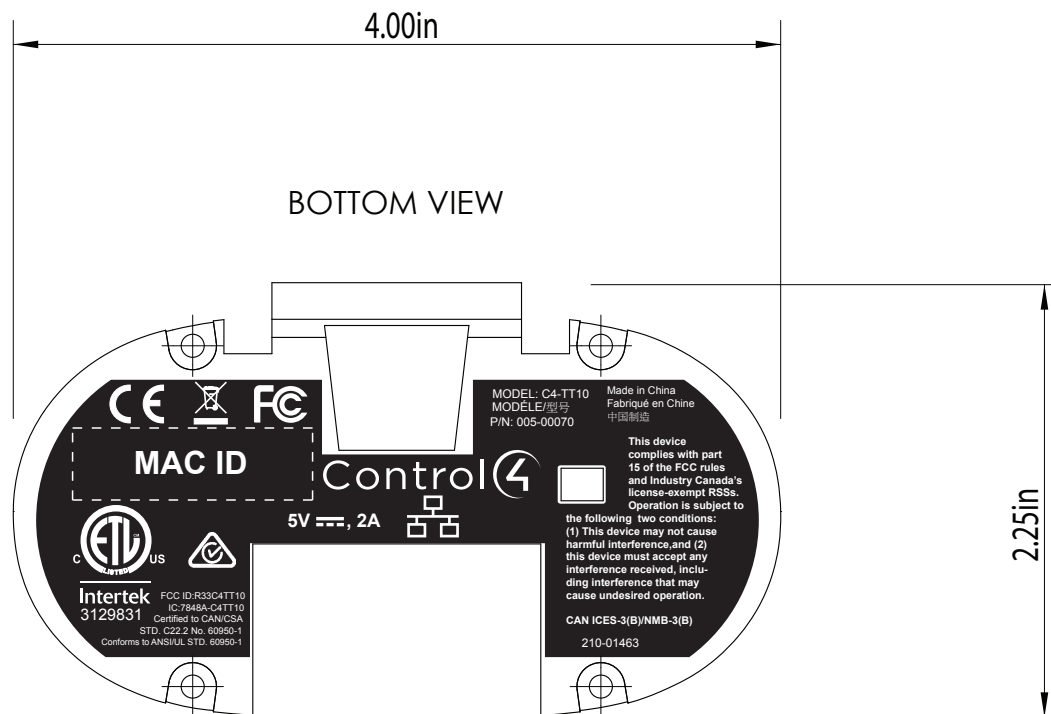 4.00in
BOTTOM VIEW
2.25in
CE FC
MAC ID
Control4
5V ⎓, 2A
MODEL: C4-TT10
MODÈLE/型号
P/N: 005-00070
Made in China
Fabriqué en Chine
中国制造
This device
complies with part
15 of the FCC rules
and Industry Canada's
license-exempt RSSs.
Operation is subject to
the following two conditions:
(1) This device may not cause
harmful interference,and (2)
this device must accept any
interference received, inclu-
ding interference that may
cause undesired operation.
CAN ICES-3(B)/NMB-3(B)
210-01463
ETL
LISTED
C US
Intertek
3129831
FCC ID:R33C4TT10
IC:7848A-C4TT10
Certified to CAN/CSA
STD. C22.2 No. 60950-1
Conforms to ANSI/UL STD. 60950-1